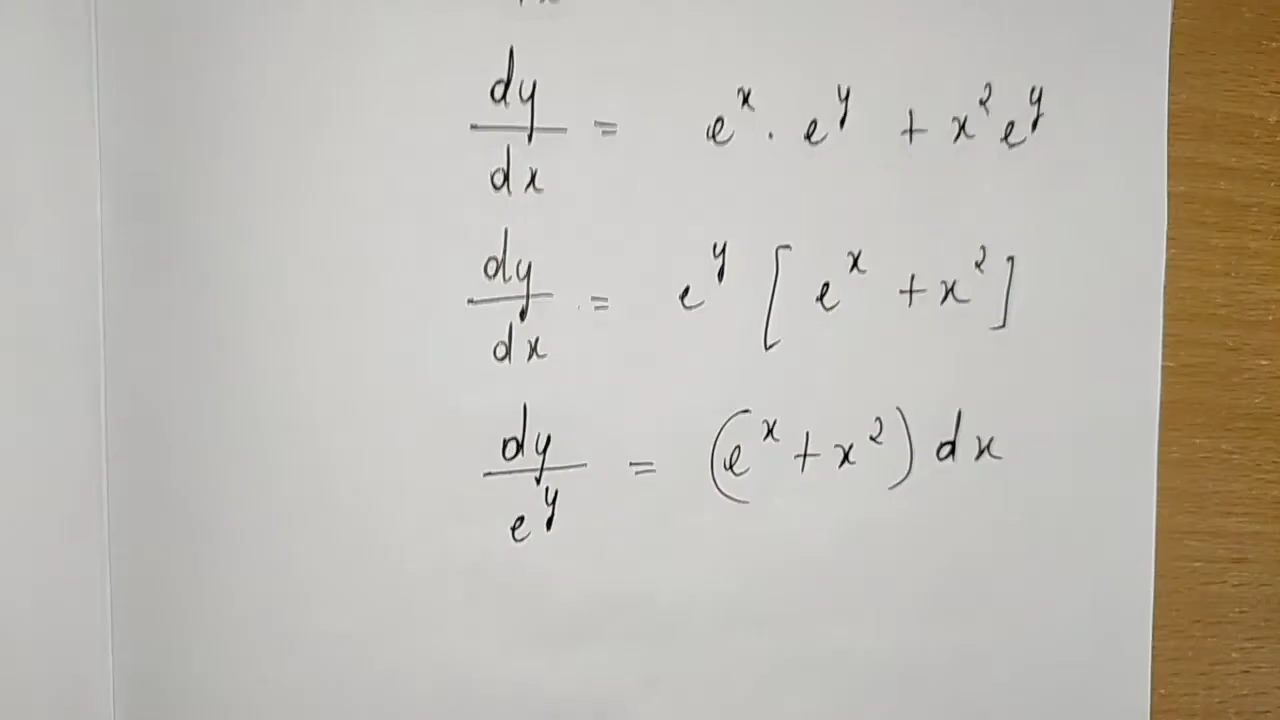 dy/dx = e^x . e^y + x^2 e^y
dy/dx = e^y [ e^x + x^2 ]
dy/e^y = (e^x + x^2) dx